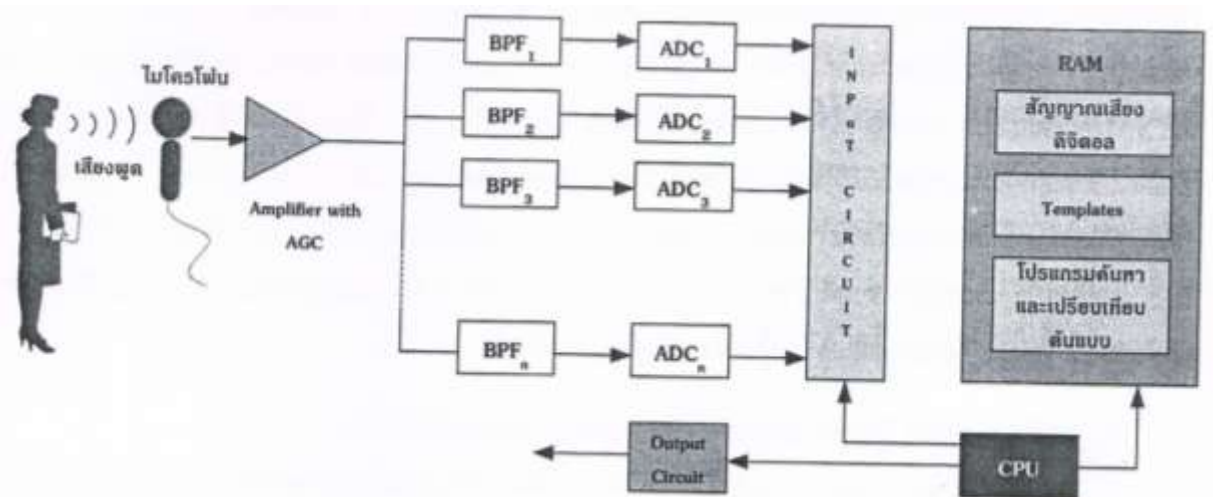 ไมโครโฟน
เสียงพูด
Amplifier with
AGC
BPF1
ADC1
BPF2
ADC2
BPF3
ADC3
BPFn
ADCn
INPUT CIRCUIT
RAM
สัญญาณเสียง
ดิจิตอล
Templates
โปรแกรมค้นหา
และเปรียบเทียบ
ต้นแบบ
Output
Circuit
CPU